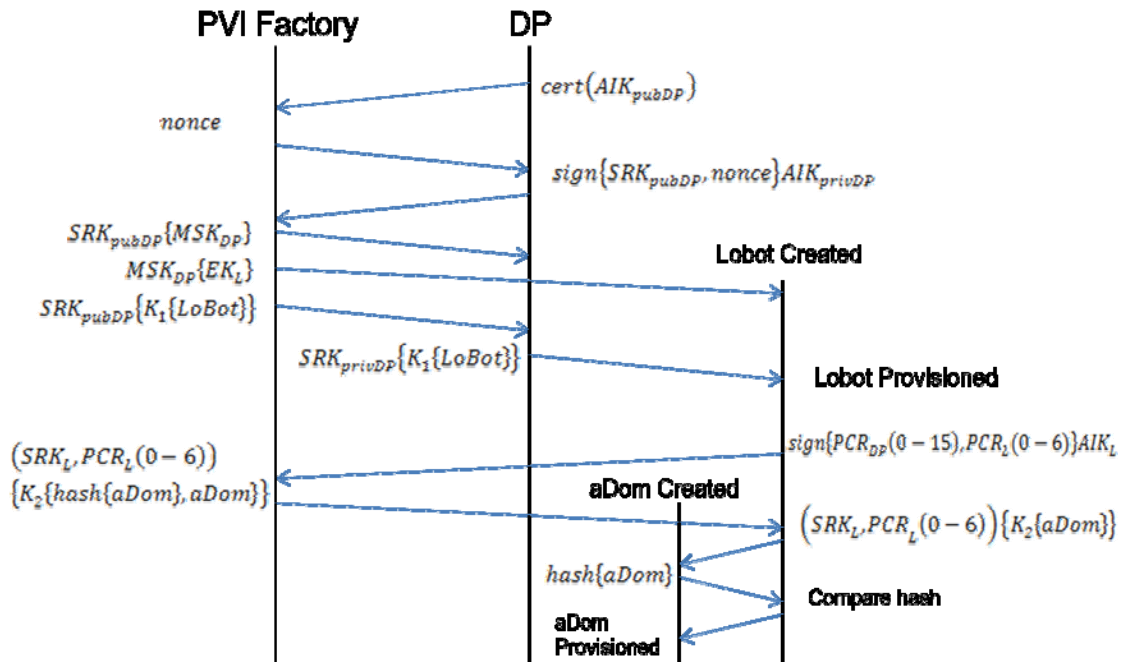 PVI Factory
DP
cert(AIK_pubDP)
nonce
sign{SRK_pubDP, nonce}AIK_privDP
SRK_pubDP{MSK_DP}
Lobot Created
MSK_DP{EK_L}
SRK_pubDP{K_1{LoBot}}
SRK_privDP{K_1{LoBot}}
Lobot Provisioned
sign{PCR_DP(0−15), PCR_L(0−6)}AIK_L
(SRK_L, PCR_L(0−6))
{K_2{hash{aDom}, aDom}}
aDom Created
(SRK_L, PCR_L(0−6)){K_2{aDom}}
hash{aDom}
Compare hash
aDom
Provisioned